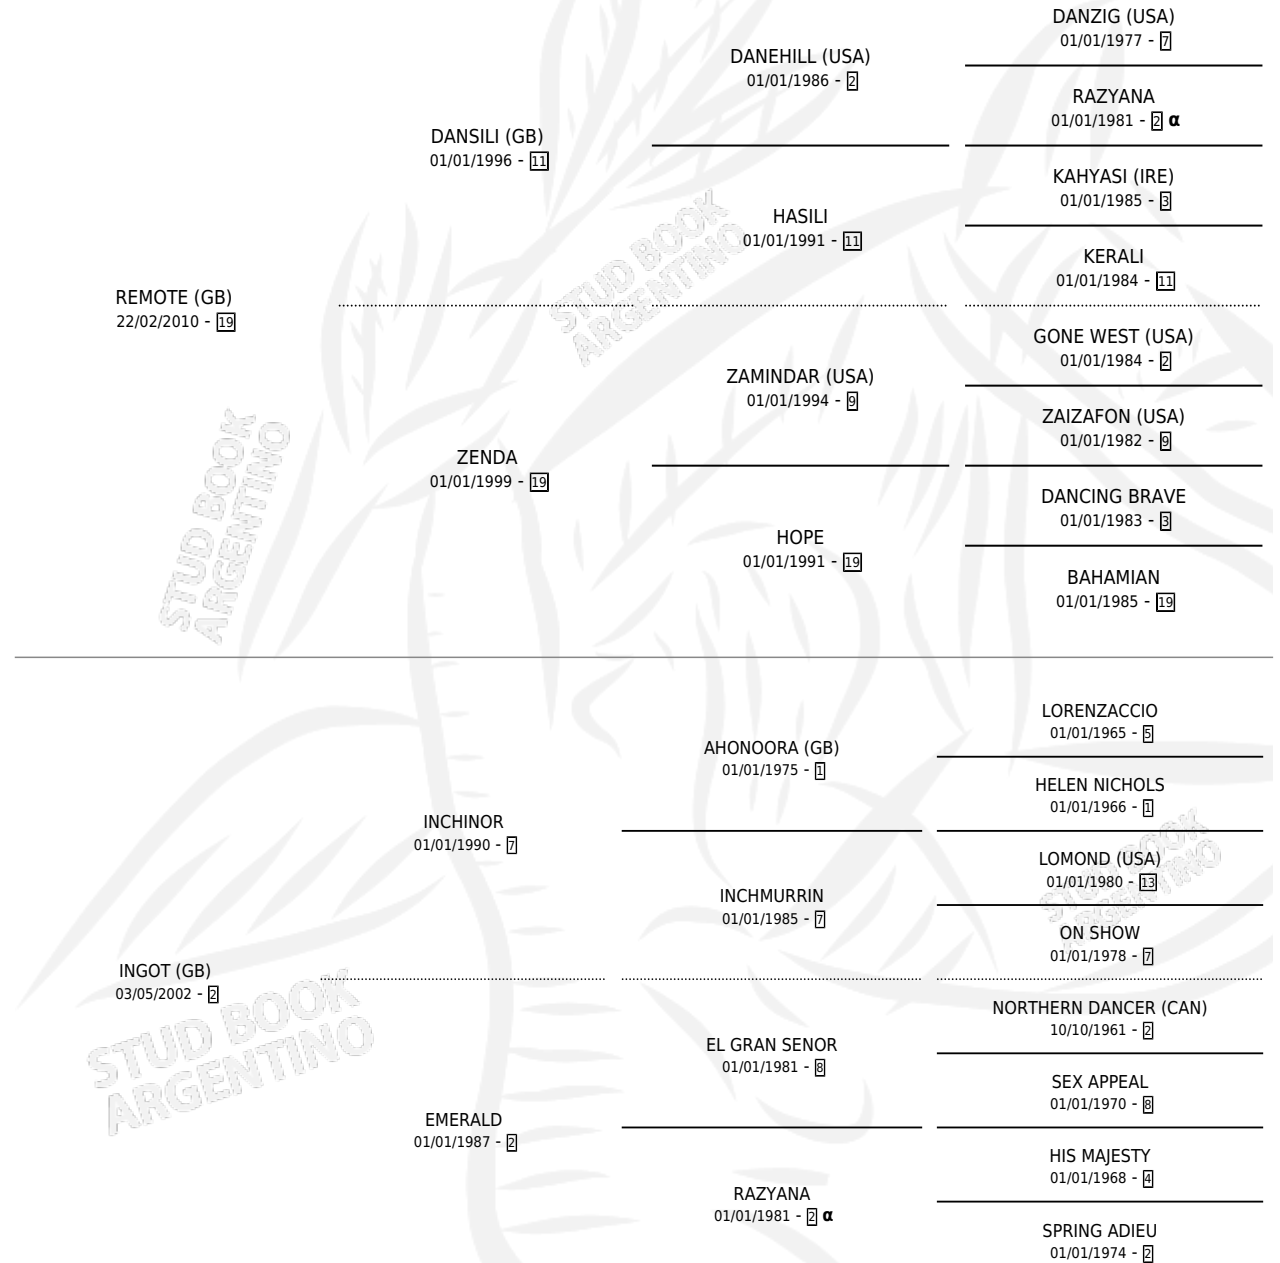 DANZIG (USA)
01/01/1977 - 7
DANEHILL (USA)
01/01/1986 - 2
RAZYANA
01/01/1981 - 2 α
DANSILI (GB)
01/01/1996 - 11
KAHYASI (IRE)
01/01/1985 - 3
HASILI
01/01/1991 - 11
KERALI
01/01/1984 - 11
REMOTE (GB)
22/02/2010 - 19
GONE WEST (USA)
01/01/1984 - 2
ZAMINDAR (USA)
01/01/1994 - 9
ZAIZAFON (USA)
01/01/1982 - 9
ZENDA
01/01/1999 - 19
DANCING BRAVE
01/01/1983 - 3
HOPE
01/01/1991 - 19
BAHAMIAN
01/01/1985 - 19
LORENZACCIO
01/01/1965 - 5
AHONOORA (GB)
01/01/1975 - 1
HELEN NICHOLS
01/01/1966 - 1
INCHINOR
01/01/1990 - 7
LOMOND (USA)
01/01/1980 - 13
INCHMURRIN
01/01/1985 - 7
ON SHOW
01/01/1978 - 7
INGOT (GB)
03/05/2002 - 2
NORTHERN DANCER (CAN)
10/10/1961 - 2
EL GRAN SENOR
01/01/1981 - 8
SEX APPEAL
01/01/1970 - 8
EMERALD
01/01/1987 - 2
HIS MAJESTY
01/01/1968 - 4
RAZYANA
01/01/1981 - 2 α
SPRING ADIEU
01/01/1974 - 2
STUD BOOK
ARGENTINO
STUD BOOK
ARGENTINO
STUD BOOK
ARGENTINO
STUD BOOK
ARGENTINO